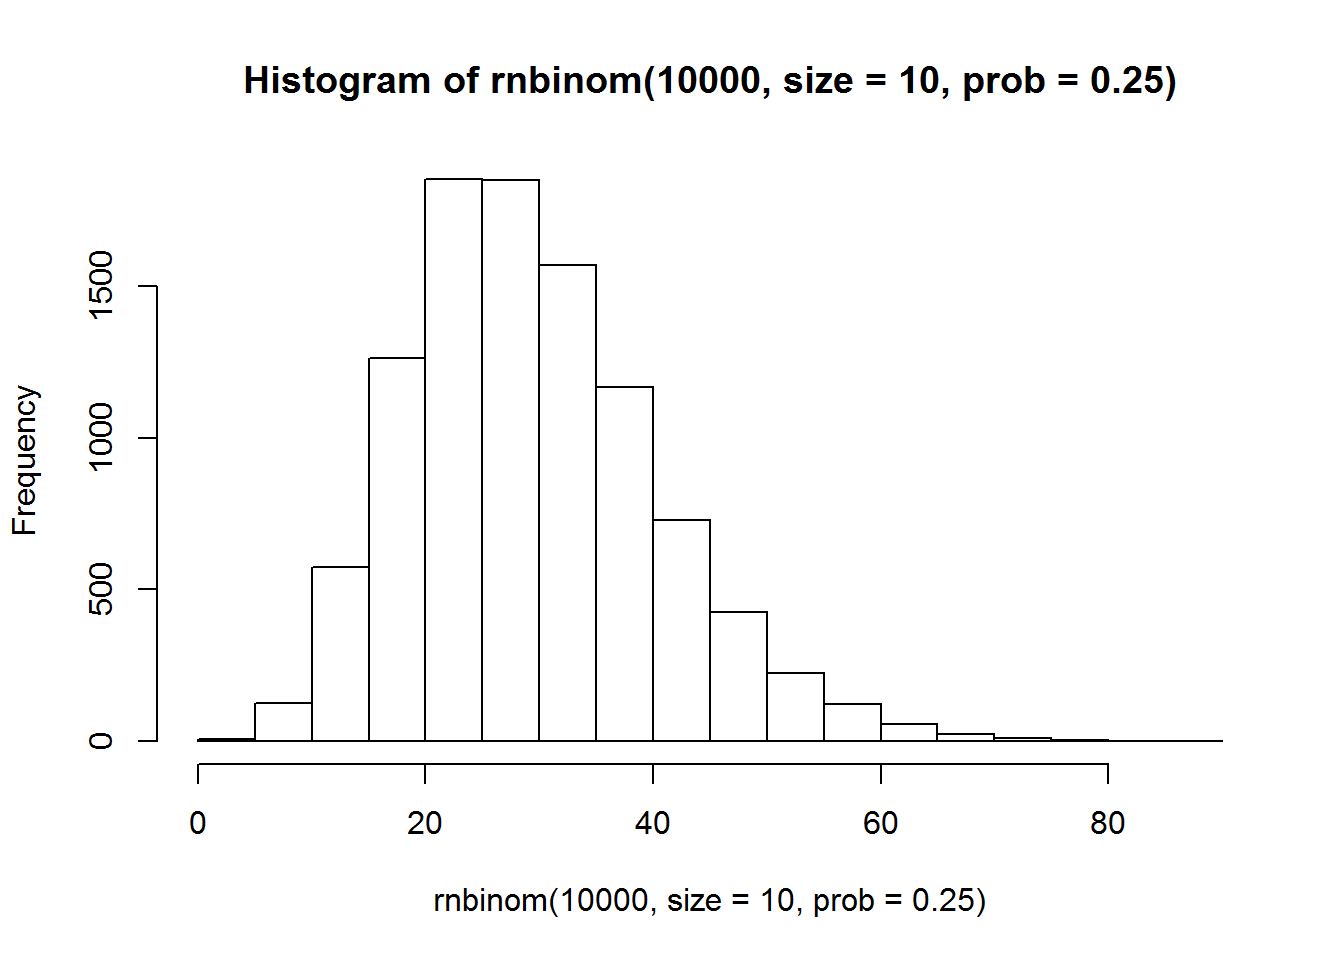 Histogram of rnbinom(10000, size = 10, prob = 0.25)
Frequency
1500
1000
500
0
0 20 40 60 80
rnbinom(10000, size = 10, prob = 0.25)